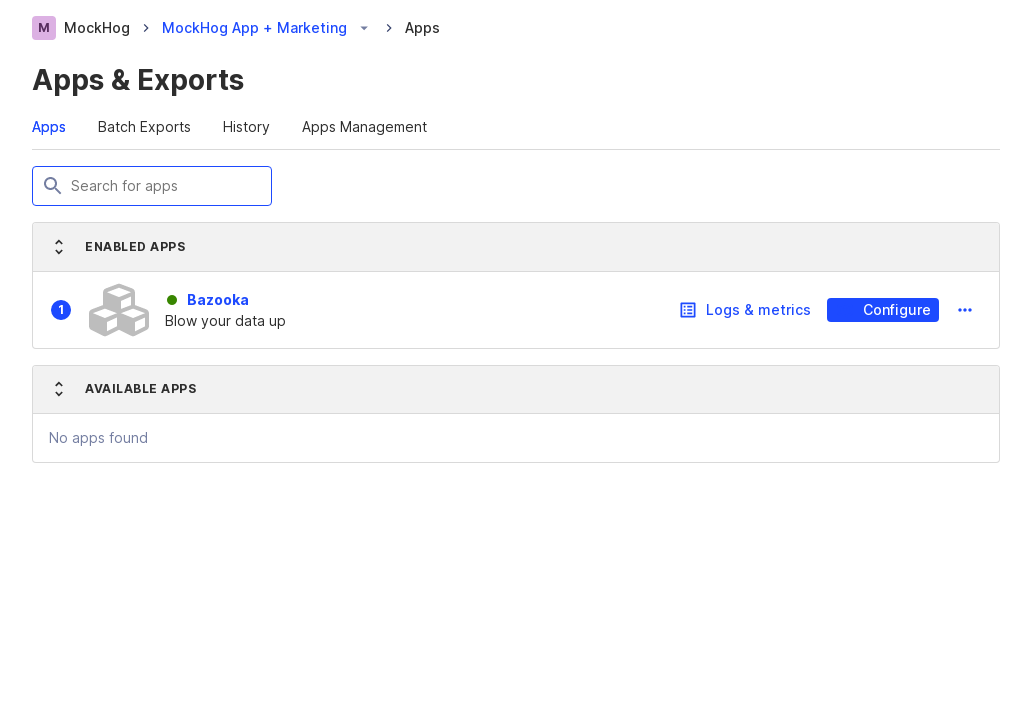 M MockHog MockHog App + Marketing Apps
Apps & Exports
Apps Batch Exports History Apps Management
Search for apps
ENABLED APPS
1 Bazooka
Blow your data up
Logs & metrics Configure
AVAILABLE APPS
No apps found